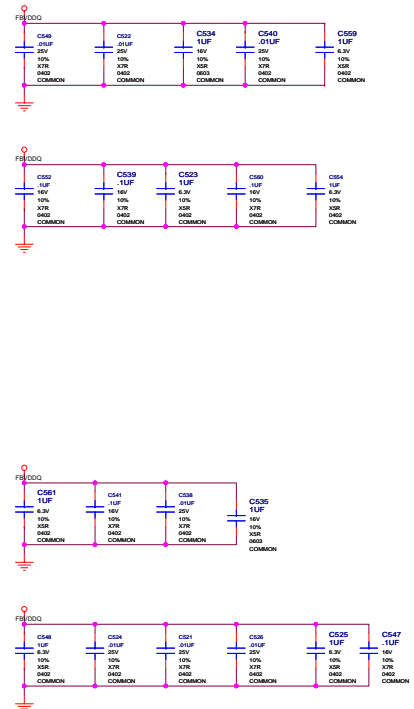 FBVDDQ
C549
.01UF
25V
10%
X7R
0402
COMMON
C522
.01UF
25V
10%
X7R
0402
COMMON
C534
1UF
16V
10%
X5R
0603
COMMON
C540
.01UF
25V
10%
X7R
0402
COMMON
C559
1UF
6.3V
10%
X5R
0402
COMMON
FBVDDQ
C552
.1UF
16V
10%
X7R
0402
COMMON
C539
.1UF
16V
10%
X7R
0402
COMMON
C523
1UF
6.3V
10%
X5R
0402
COMMON
C560
.1UF
16V
10%
X7R
0402
COMMON
C554
1UF
6.3V
10%
X5R
0402
COMMON
FBVDDQ
C561
1UF
6.3V
10%
X5R
0402
COMMON
C541
.1UF
16V
10%
X7R
0402
COMMON
C538
.01UF
25V
10%
X7R
0402
COMMON
C535
1UF
16V
10%
X5R
0603
COMMON
FBVDDQ
C548
1UF
6.3V
10%
X5R
0402
COMMON
C524
.01UF
25V
10%
X7R
0402
COMMON
C521
.01UF
25V
10%
X7R
0402
COMMON
C526
.01UF
25V
10%
X7R
0402
COMMON
C525
1UF
6.3V
10%
X5R
0402
COMMON
C547
.1UF
16V
10%
X7R
0402
COMMON